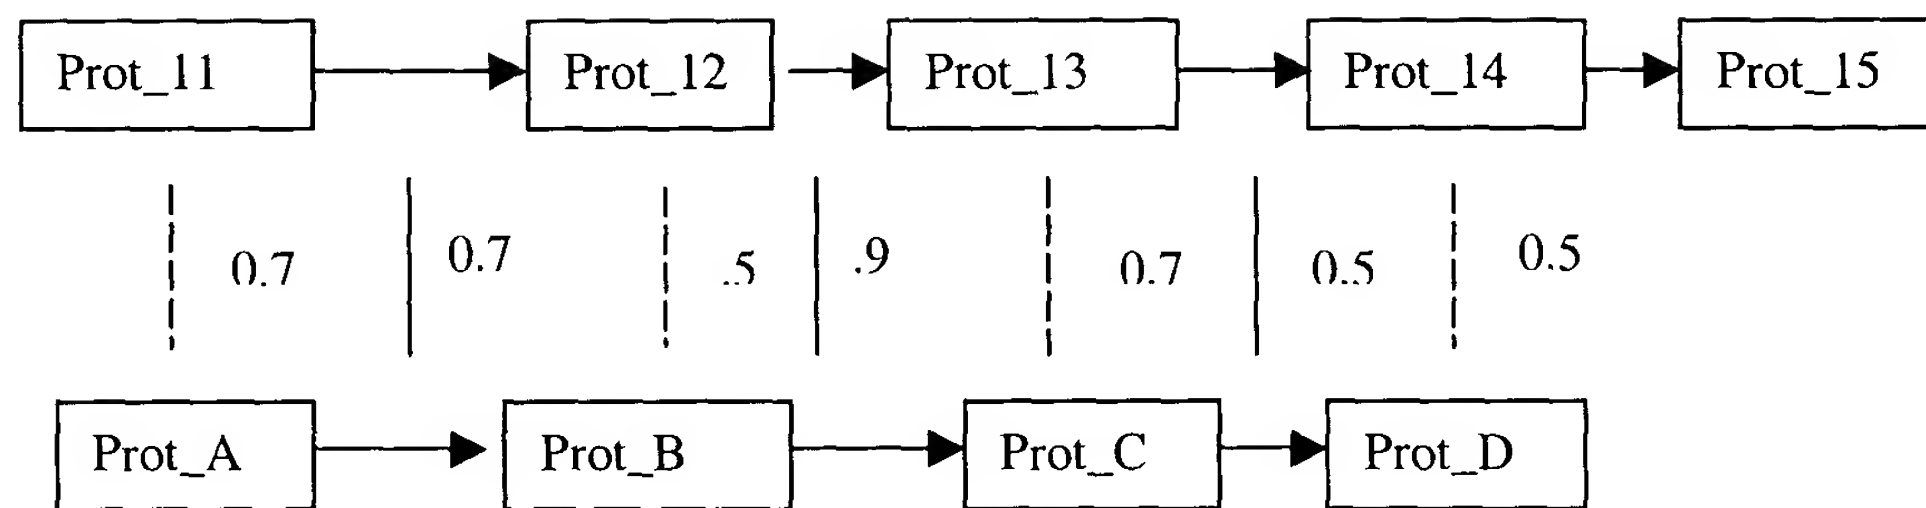 Prot_11 Prot_12 Prot_13 Prot_14 Prot_15
0.7 0.7 .5 .9 0.7 0.5 0.5
Prot_A Prot_B Prot_C Prot_D